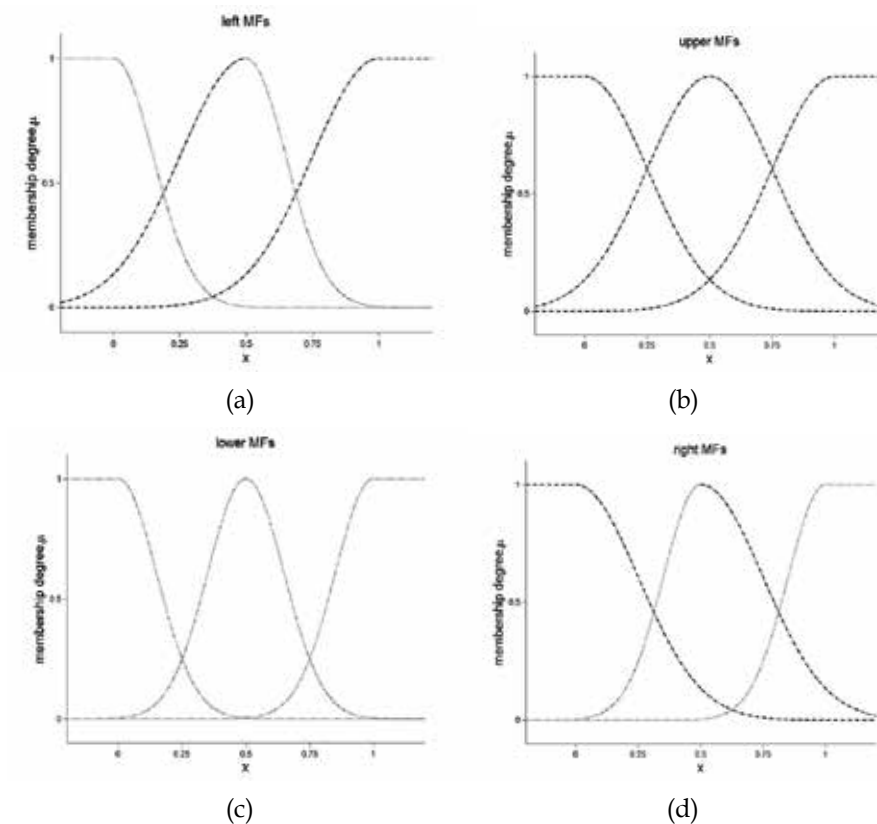 left MFs
membership degree,μ
1
0.5
0
0 0.25 0.5 0.75 1
X
(a)
upper MFs
membership degree,μ
1
0.5
0
0 0.25 0.5 0.75 1
X
(b)
lower MFs
membership degree,μ
1
0.5
0
0 0.25 0.5 0.75 1
X
(c)
right MFs
membership degree,μ
1
0.5
0
0 0.25 0.5 0.75 1
X
(d)